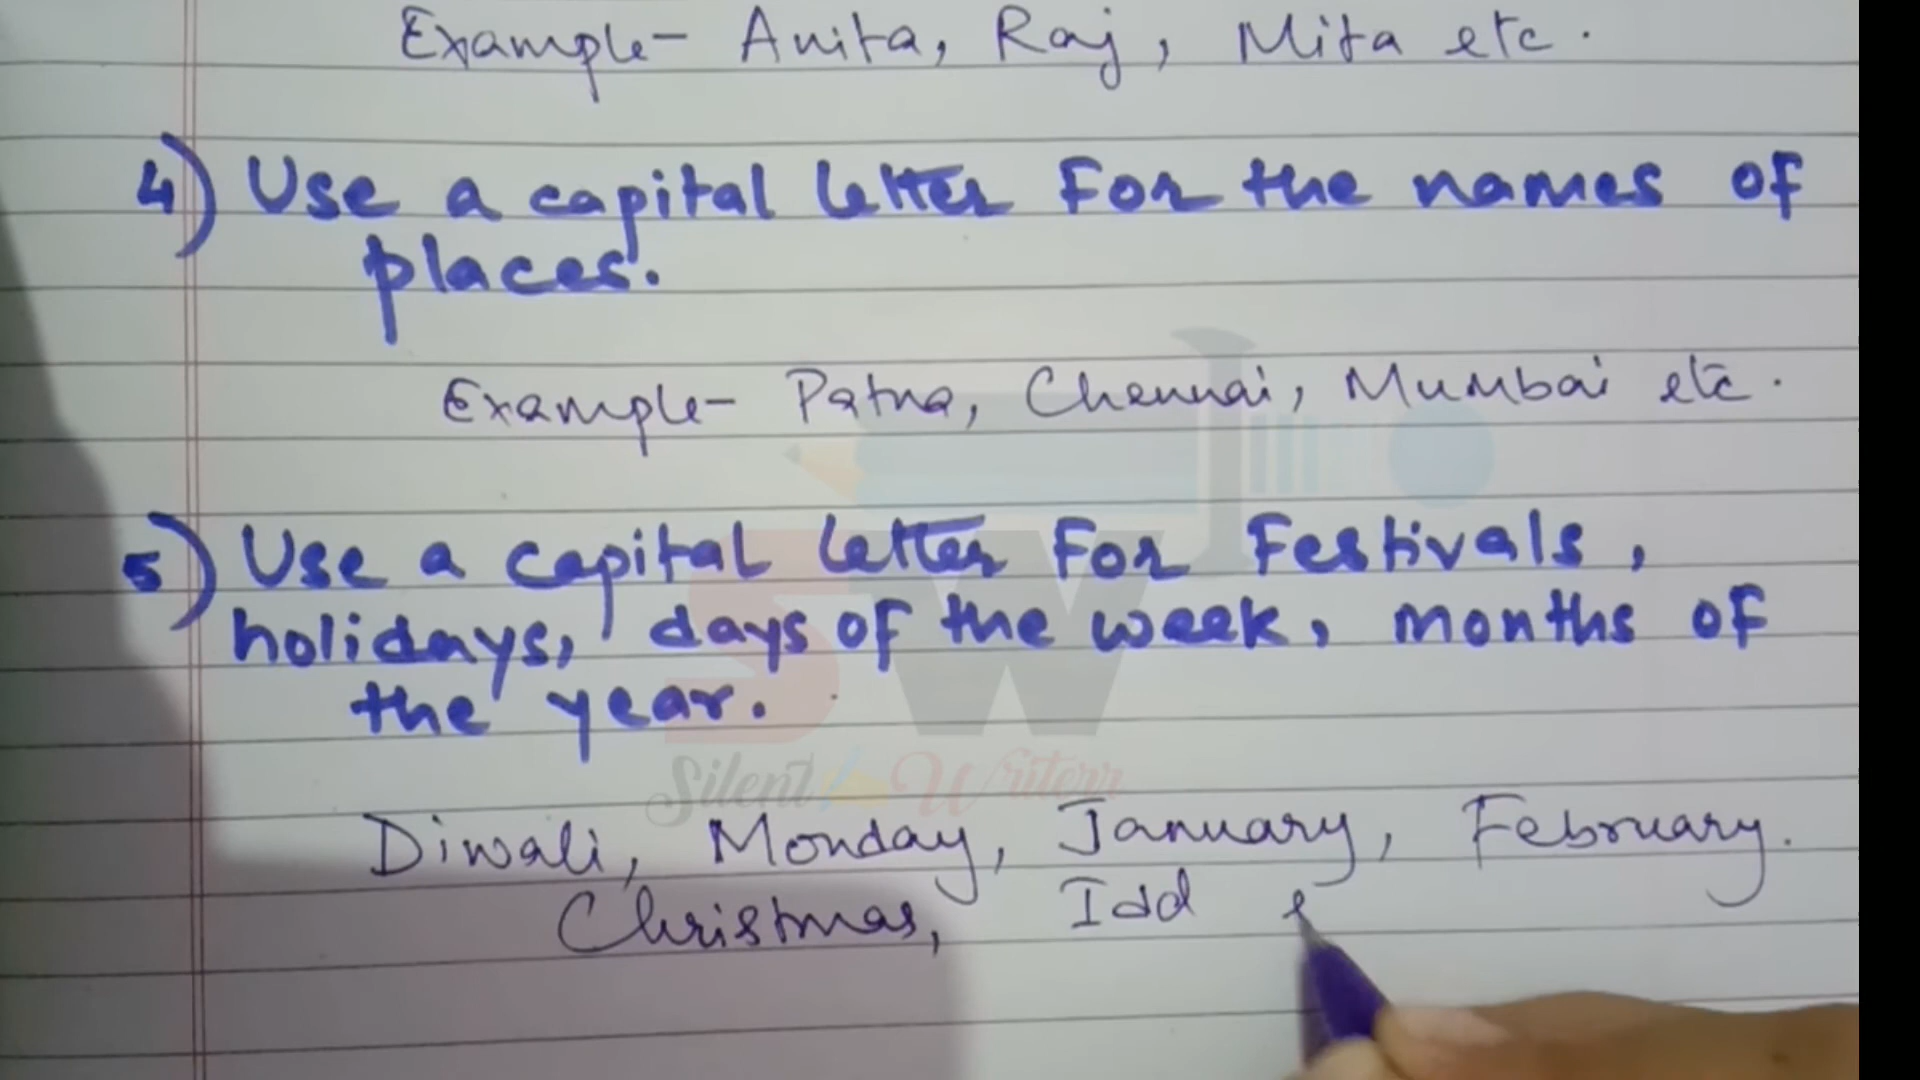 Example- Anita, Raj, Mita etc.
4) Use a capital letter For the names of
places.
Example- Patna, Chennai, Mumbai etc.
5) Use a capital letter For Festivals,
holidays, days of the week, months of
the year.
Silent Writerr
Diwali, Monday, January, February.
Christmas, Idd e